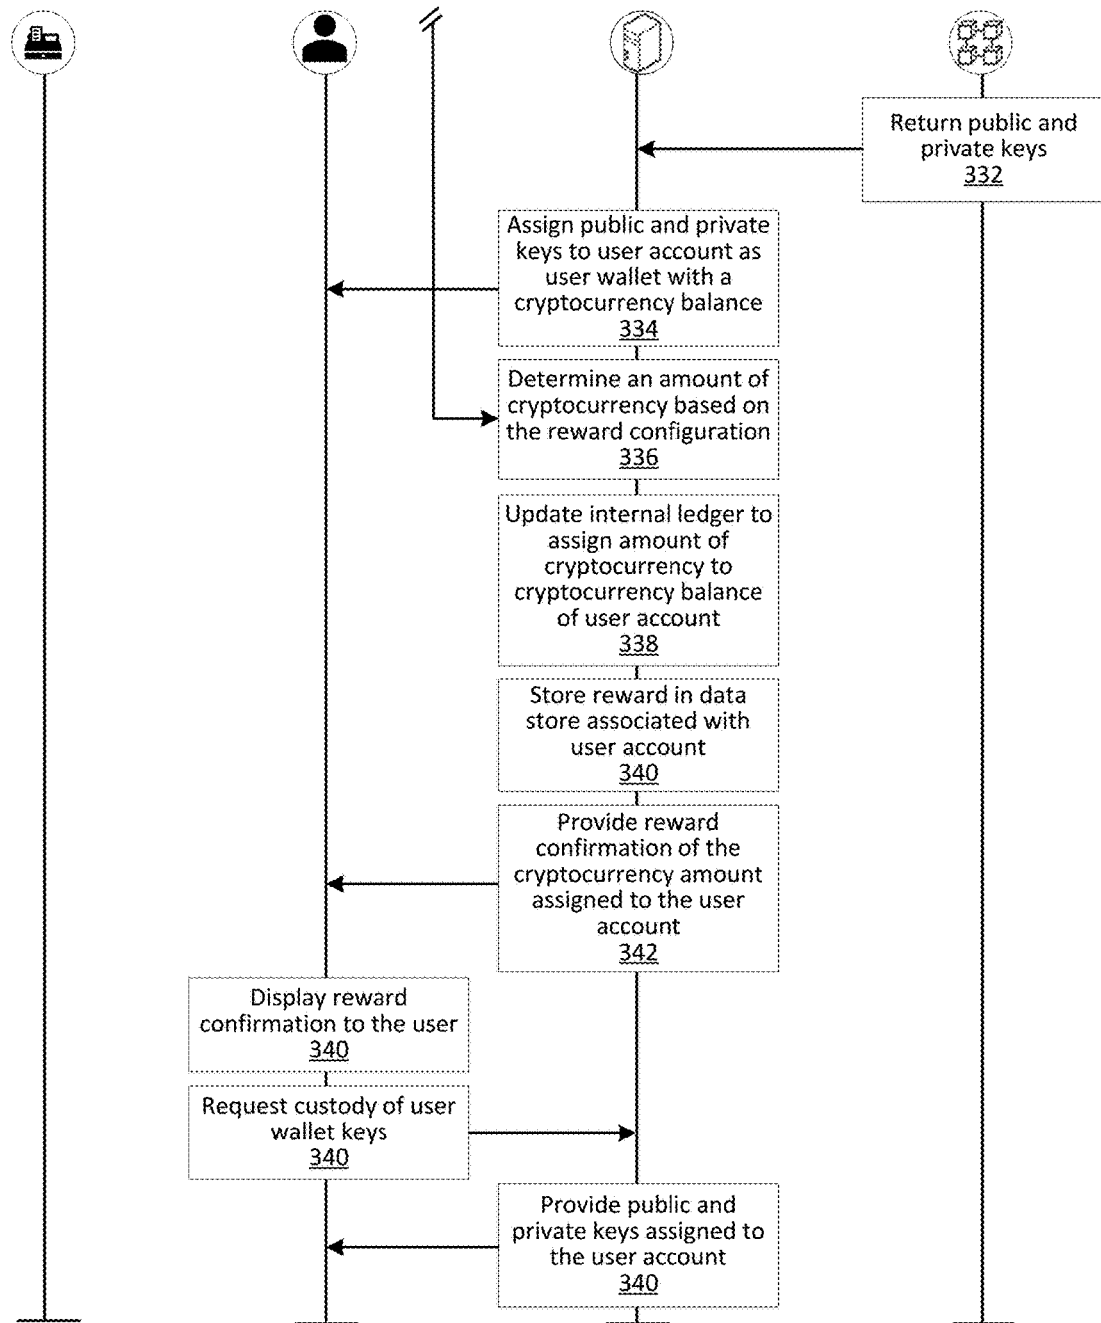 Return public and
private keys
332
Assign public and private
keys to user account as
user wallet with a
cryptocurrency balance
334
Determine an amount of
cryptocurrency based on
the reward configuration
336
Update internal ledger to
assign amount of
cryptocurrency to
cryptocurrency balance
of user account
338
Store reward in data
store associated with
user account
340
Provide reward
confirmation of the
cryptocurrency amount
assigned to the user
account
342
Display reward
confirmation to the user
340
Request custody of user
wallet keys
340
Provide public and
private keys assigned to
the user account
340